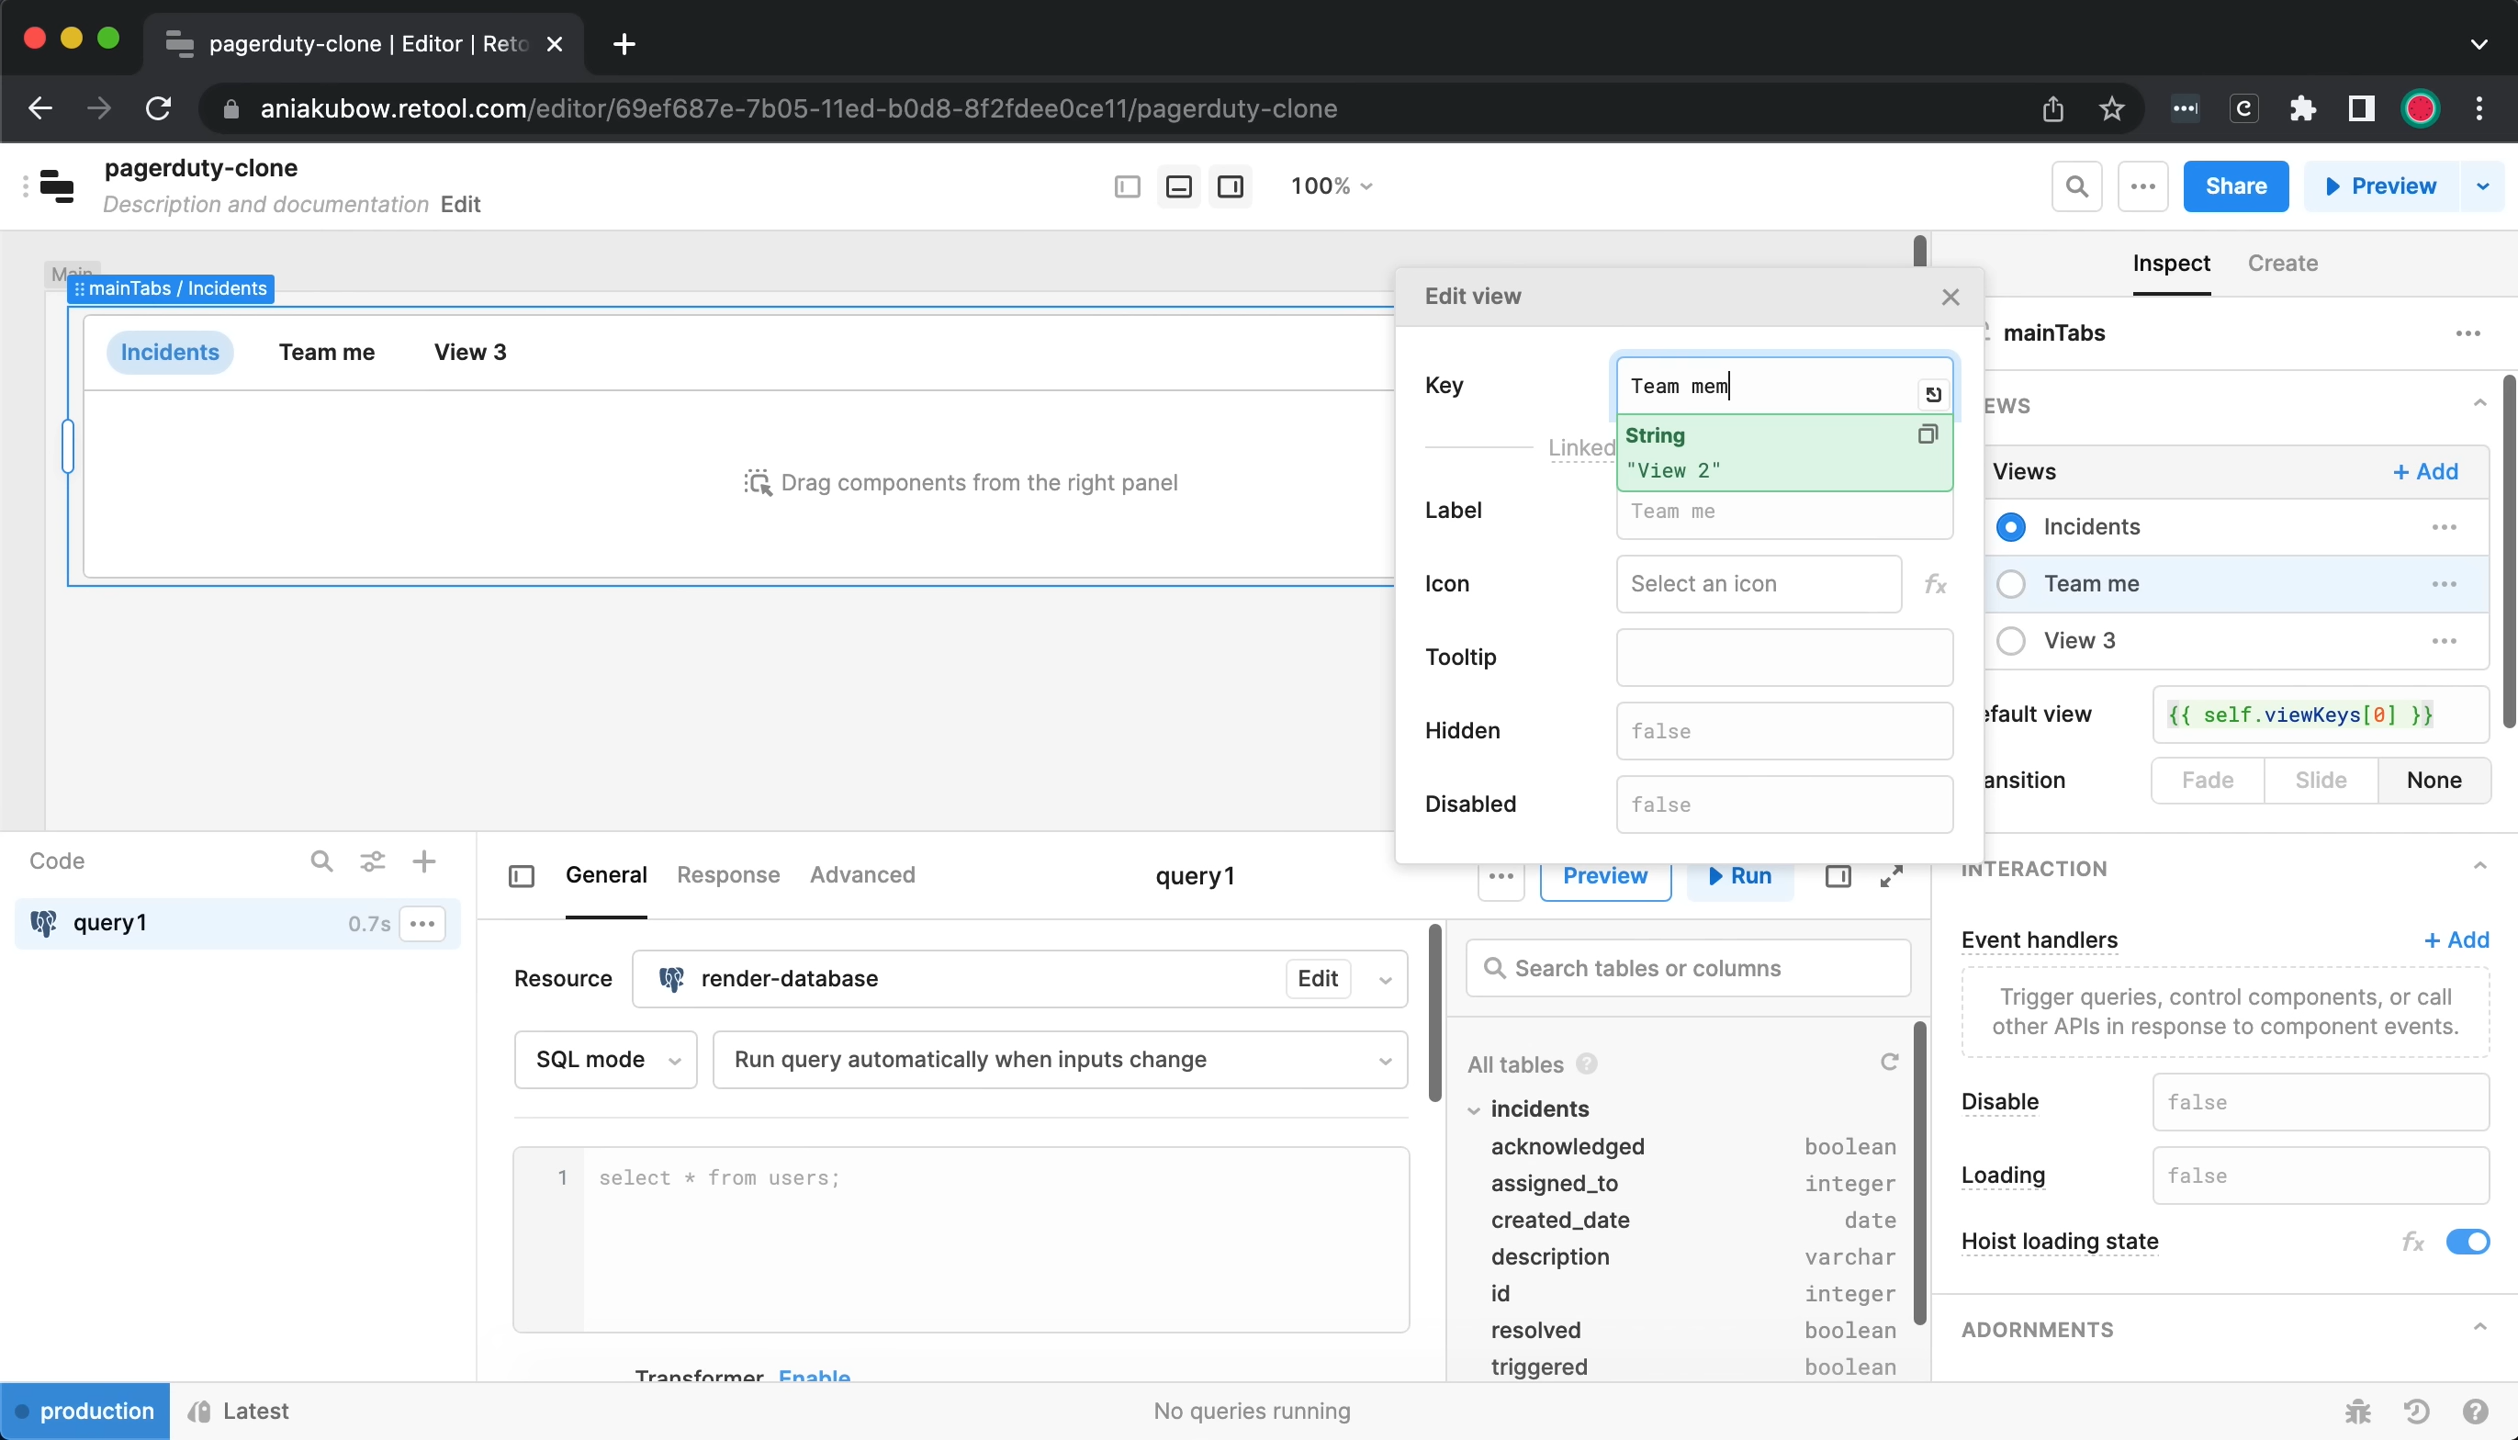 pagerduty-clone | Editor | Reto
aniakubow.retool.com/editor/69ef687e-7b05-11ed-b0d8-8f2fdee0ce11/pagerduty-clone
pagerduty-clone
Description and documentation Edit
100%
Share
Preview
Main
mainTabs / Incidents
Incidents
Team me
View 3
Drag components from the right panel
Edit view
Key
Team mem
String
"View 2"
Linked
Label
Team me
Icon
Select an icon
fx
Tooltip
Hidden
false
Disabled
false
Inspect
Create
mainTabs
EWS
Views
+ Add
Incidents
Team me
View 3
efault view
{{ self.viewKeys[0] }}
ansition
Fade
Slide
None
INTERACTION
Event handlers
+ Add
Trigger queries, control components, or call
other APIs in response to component events.
Disable
false
Loading
false
Hoist loading state
fx
ADORNMENTS
Code
query1
0.7s
General
Response
Advanced
query1
Preview
Run
Resource
render-database
Edit
SQL mode
Run query automatically when inputs change
1
select * from users;
Transformer Enable
Search tables or columns
All tables
incidents
acknowledged boolean
assigned_to integer
created_date date
description varchar
id integer
resolved boolean
triggered boolean
production
Latest
No queries running